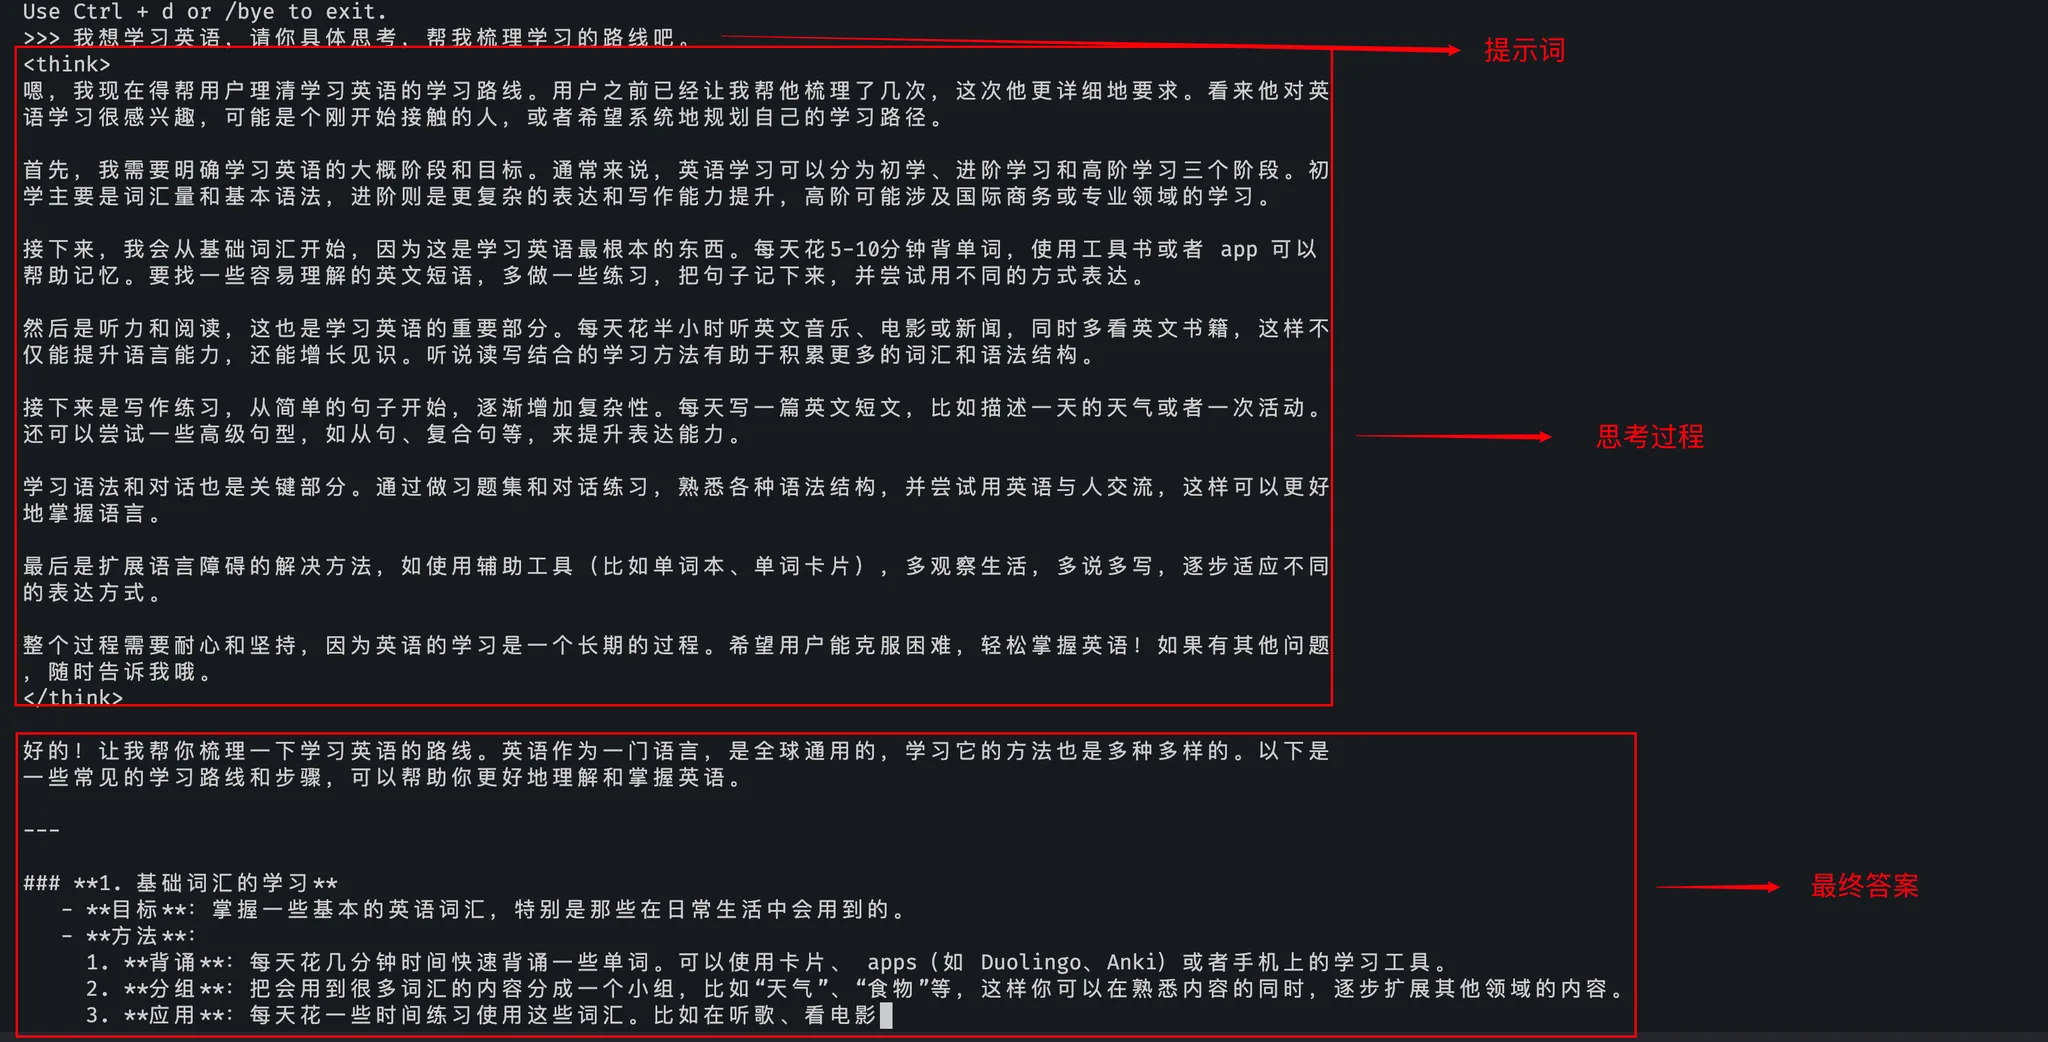 Use Ctrl + d or /bye to exit.
>>> 我想学习英语，请你具体思考，帮我梳理学习的路线吧。
提示词
<think>
嗯，我现在得帮用户理清学习英语的学习路线。用户之前已经让我帮他梳理了几次，这次他更详细地要求。看来他对英
语学习很感兴趣，可能是个刚开始接触的人，或者希望系统地规划自己的学习路径。
首先，我需要明确学习英语的大概阶段和目标。通常来说，英语学习可以分为初学、进阶学习和高阶学习三个阶段。初
学主要是词汇量和基本语法，进阶则是更复杂的表达和写作能力提升，高阶可能涉及国际商务或专业领域的学习。
接下来，我会从基础词汇开始，因为这是学习英语最根本的东西。每天花5-10分钟背单词，使用工具书或者 app 可以
帮助记忆。要找一些容易理解的英文短语，多做一些练习，把句子记下来，并尝试用不同的方式表达。
然后是听力和阅读，这也是学习英语的重要部分。每天花半小时听英文音乐、电影或新闻，同时多看英文书籍，这样不
仅能提升语言能力，还能增长见识。听说读写结合的学习方法有助于积累更多的词汇和语法结构。
接下来是写作练习，从简单的句子开始，逐渐增加复杂性。每天写一篇英文短文，比如描述一天的天气或者一次活动。
还可以尝试一些高级句型，如从句、复合句等，来提升表达能力。
思考过程
学习语法和对话也是关键部分。通过做习题集和对话练习，熟悉各种语法结构，并尝试用英语与人交流，这样可以更好
地掌握语言。
最后是扩展语言障碍的解决方法，如使用辅助工具（比如单词本、单词卡片），多观察生活，多说多写，逐步适应不同
的表达方式。
整个过程需要耐心和坚持，因为英语的学习是一个长期的过程。希望用户能克服困难，轻松掌握英语！如果有其他问题
，随时告诉我哦。
</think>
好的！让我帮你梳理一下学习英语的路线。英语作为一门语言，是全球通用的，学习它的方法也是多种多样的。以下是
一些常见的学习路线和步骤，可以帮助你更好地理解和掌握英语。
---
### **1. 基础词汇的学习**
- **目标**：掌握一些基本的英语词汇，特别是那些在日常生活中会用到的。
- **方法**：
1. **背诵**：每天花几分钟时间快速背诵一些单词。可以使用卡片、 apps（如 Duolingo、Anki）或者手机上的学习工具。
2. **分组**：把会用到很多词汇的内容分成一个小组，比如“天气”、“食物”等，这样你可以在熟悉内容的同时，逐步扩展其他领域的内容。
3. **应用**：每天花一些时间练习使用这些词汇。比如在听歌、看电影
最终答案